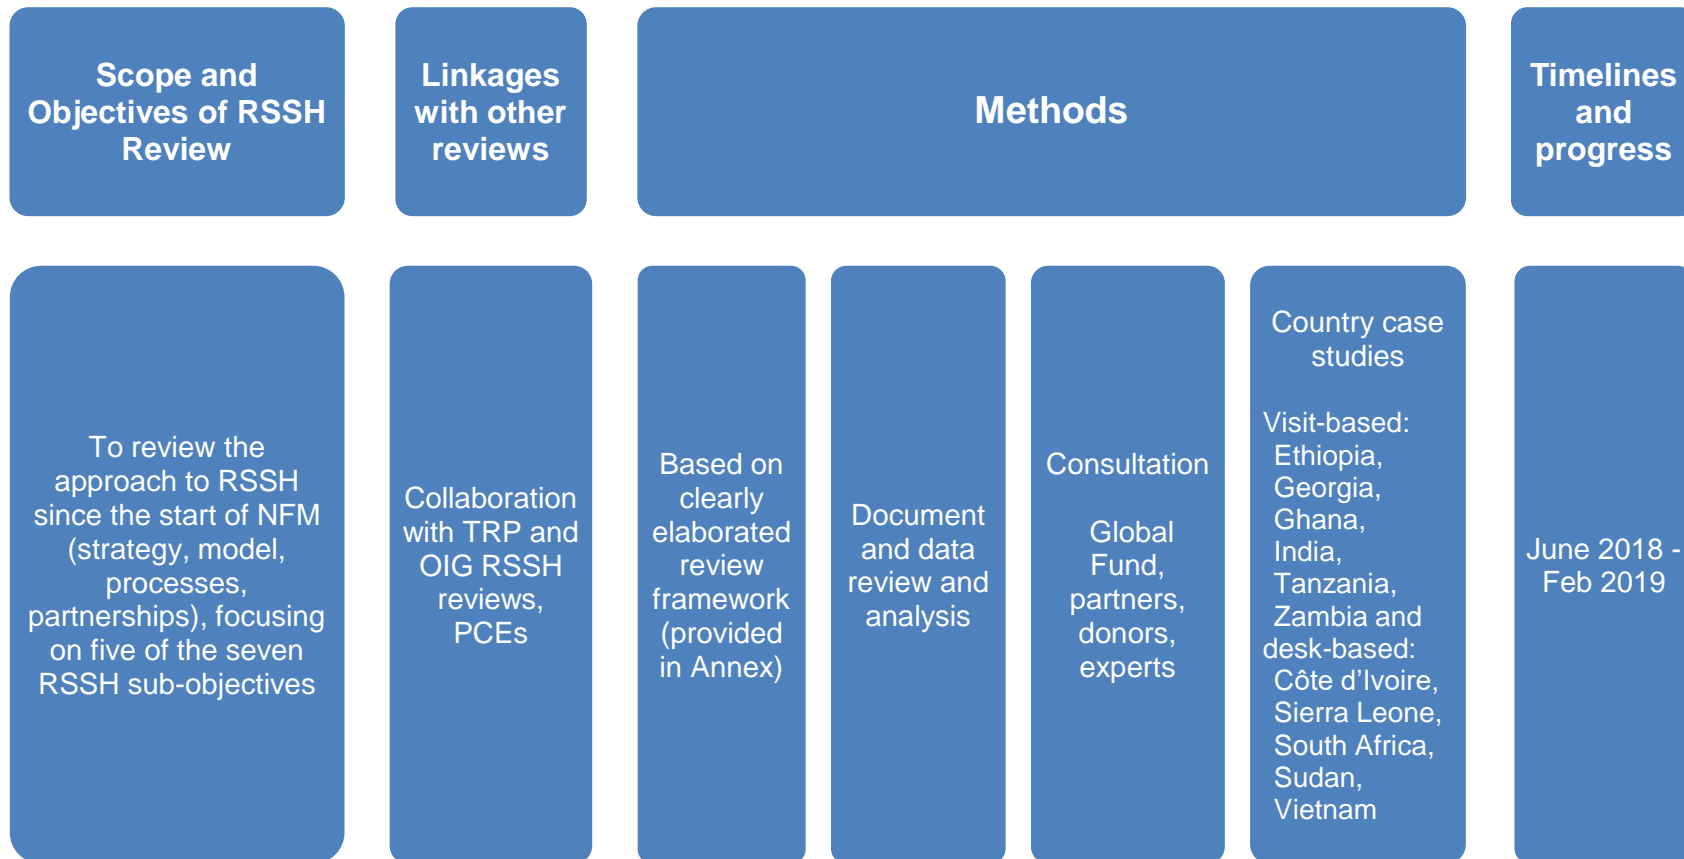 Scope and
Objectives of RSSH
Review
Linkages
with other
reviews
Methods
Timelines
and
progress
To review the
approach to RSSH
since the start of NFM
(strategy, model,
processes,
partnerships), focusing
on five of the seven
RSSH sub-objectives
Collaboration
with TRP and
OIG RSSH
reviews,
PCEs
Based on
clearly
elaborated
review
framework
(provided
in Annex)
Document
and data
review and
analysis
Consultation
Global
Fund,
partners,
donors,
experts
Country case
studies
Visit-based:
Ethiopia,
Georgia,
Ghana,
India,
Tanzania,
Zambia and
desk-based:
Côte d’Ivoire,
Sierra Leone,
South Africa,
Sudan,
Vietnam
June 2018 -
Feb 2019